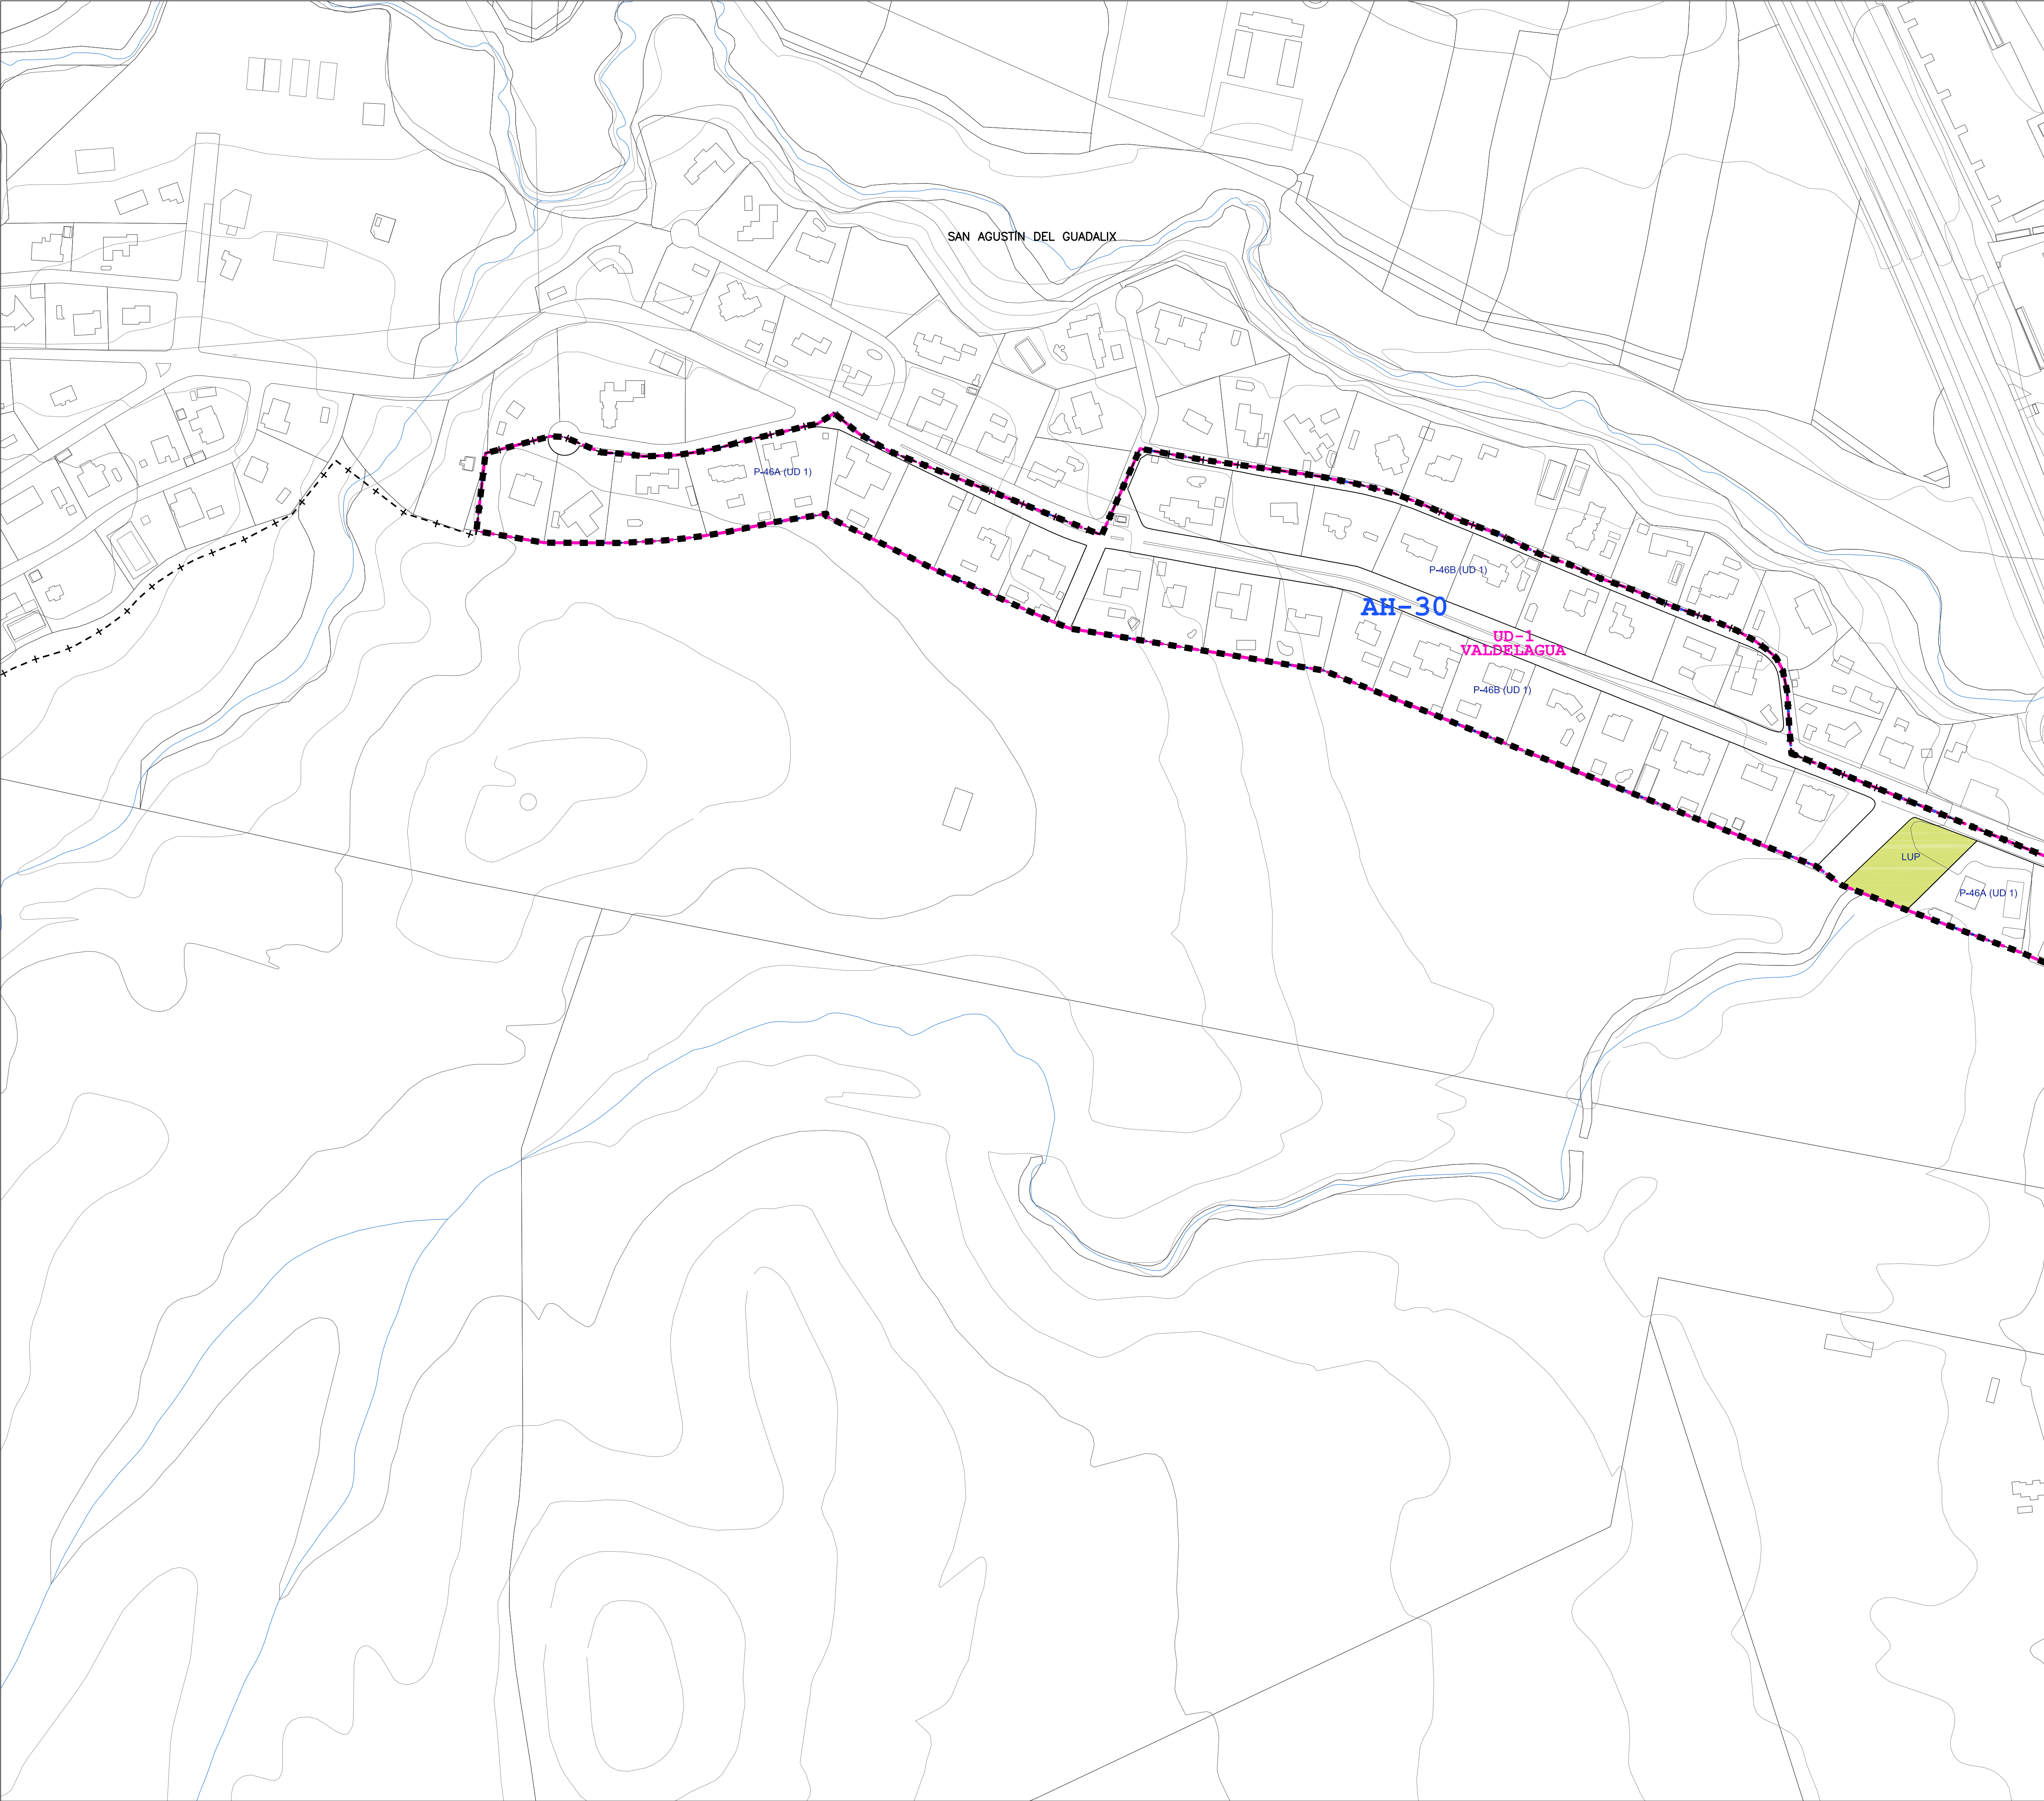 SAN AGUSTÍN DEL GUADALIX
P-46A (UD 1)
P-46B (UD 1)
AH-30
UD-1
VALDELAGUA
P-46B (UD 1)
LUP
P-46A (UD 1)